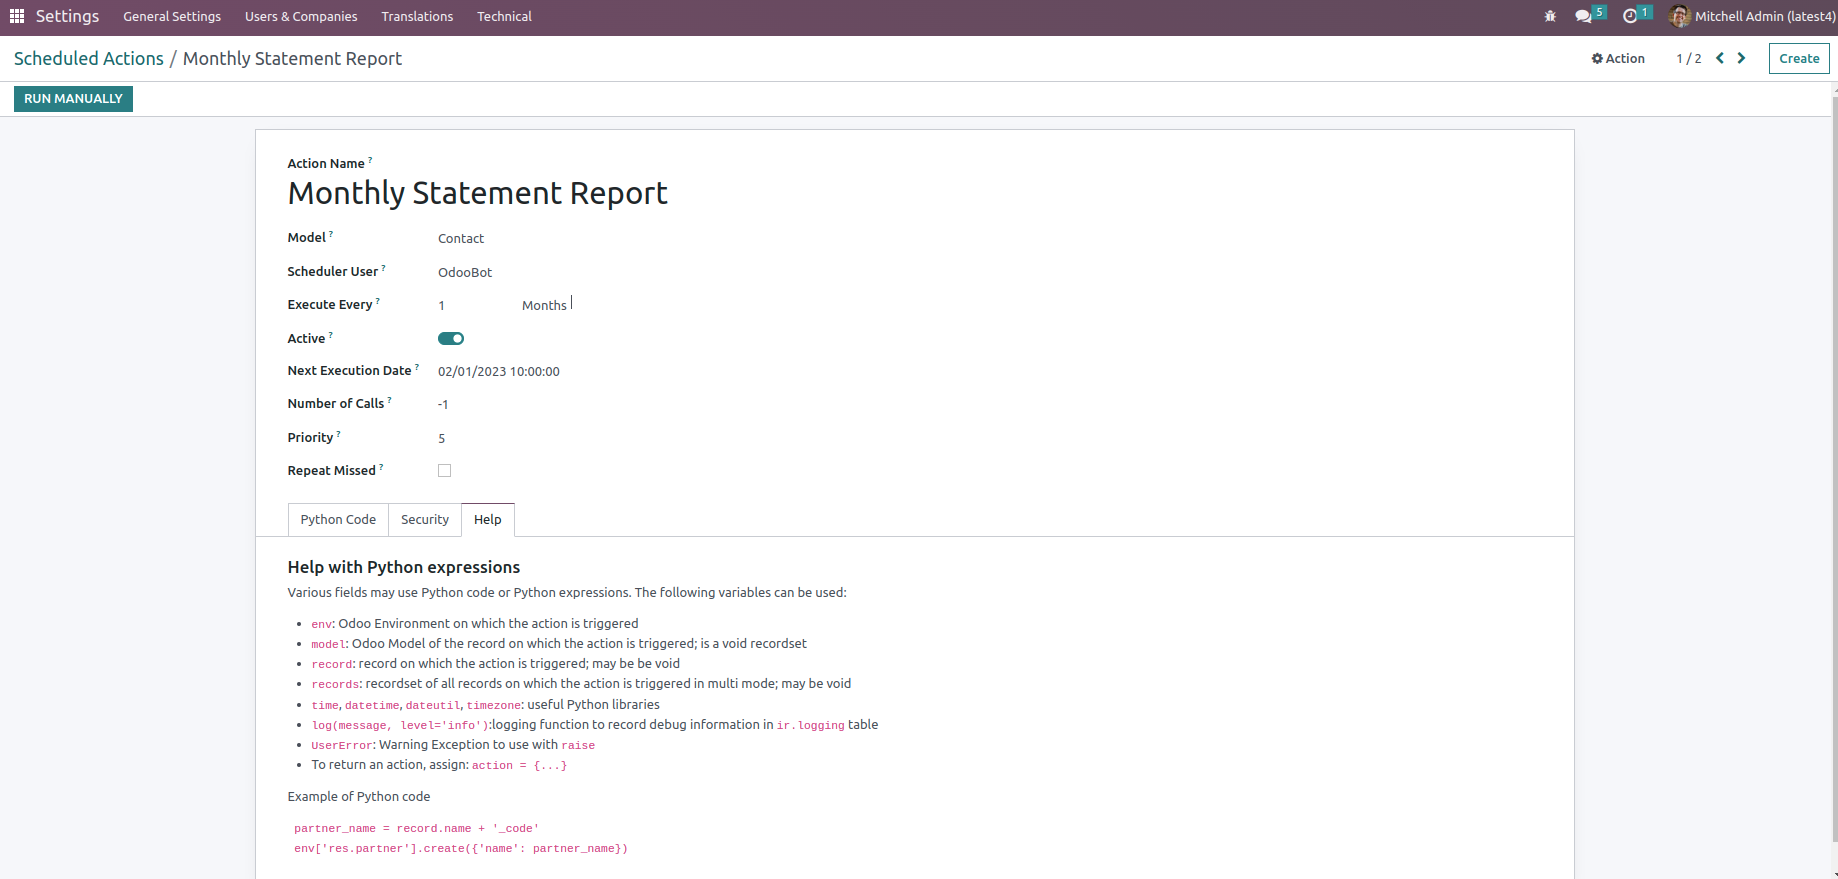 Settings General Settings Users & Companies Translations Technical 5 1 Mitchell Admin (latest4)
Scheduled Actions / Monthly Statement Report Action 1 / 2 Create
RUN MANUALLY
Action Name ?
Monthly Statement Report
Model ? Contact
Scheduler User ? OdooBot
Execute Every ? 1 Months
Active ?
Next Execution Date ? 02/01/2023 10:00:00
Number of Calls ? -1
Priority ? 5
Repeat Missed ?
Python Code Security Help
Help with Python expressions
Various fields may use Python code or Python expressions. The following variables can be used:
• env: Odoo Environment on which the action is triggered
• model: Odoo Model of the record on which the action is triggered; is a void recordset
• record: record on which the action is triggered; may be be void
• records: recordset of all records on which the action is triggered in multi mode; may be void
• time, datetime, dateutil, timezone: useful Python libraries
• log(message, level='info'):logging function to record debug information in ir.logging table
• UserError: Warning Exception to use with raise
• To return an action, assign: action = {...}
Example of Python code
partner_name = record.name + '_code'
env['res.partner'].create({'name': partner_name})